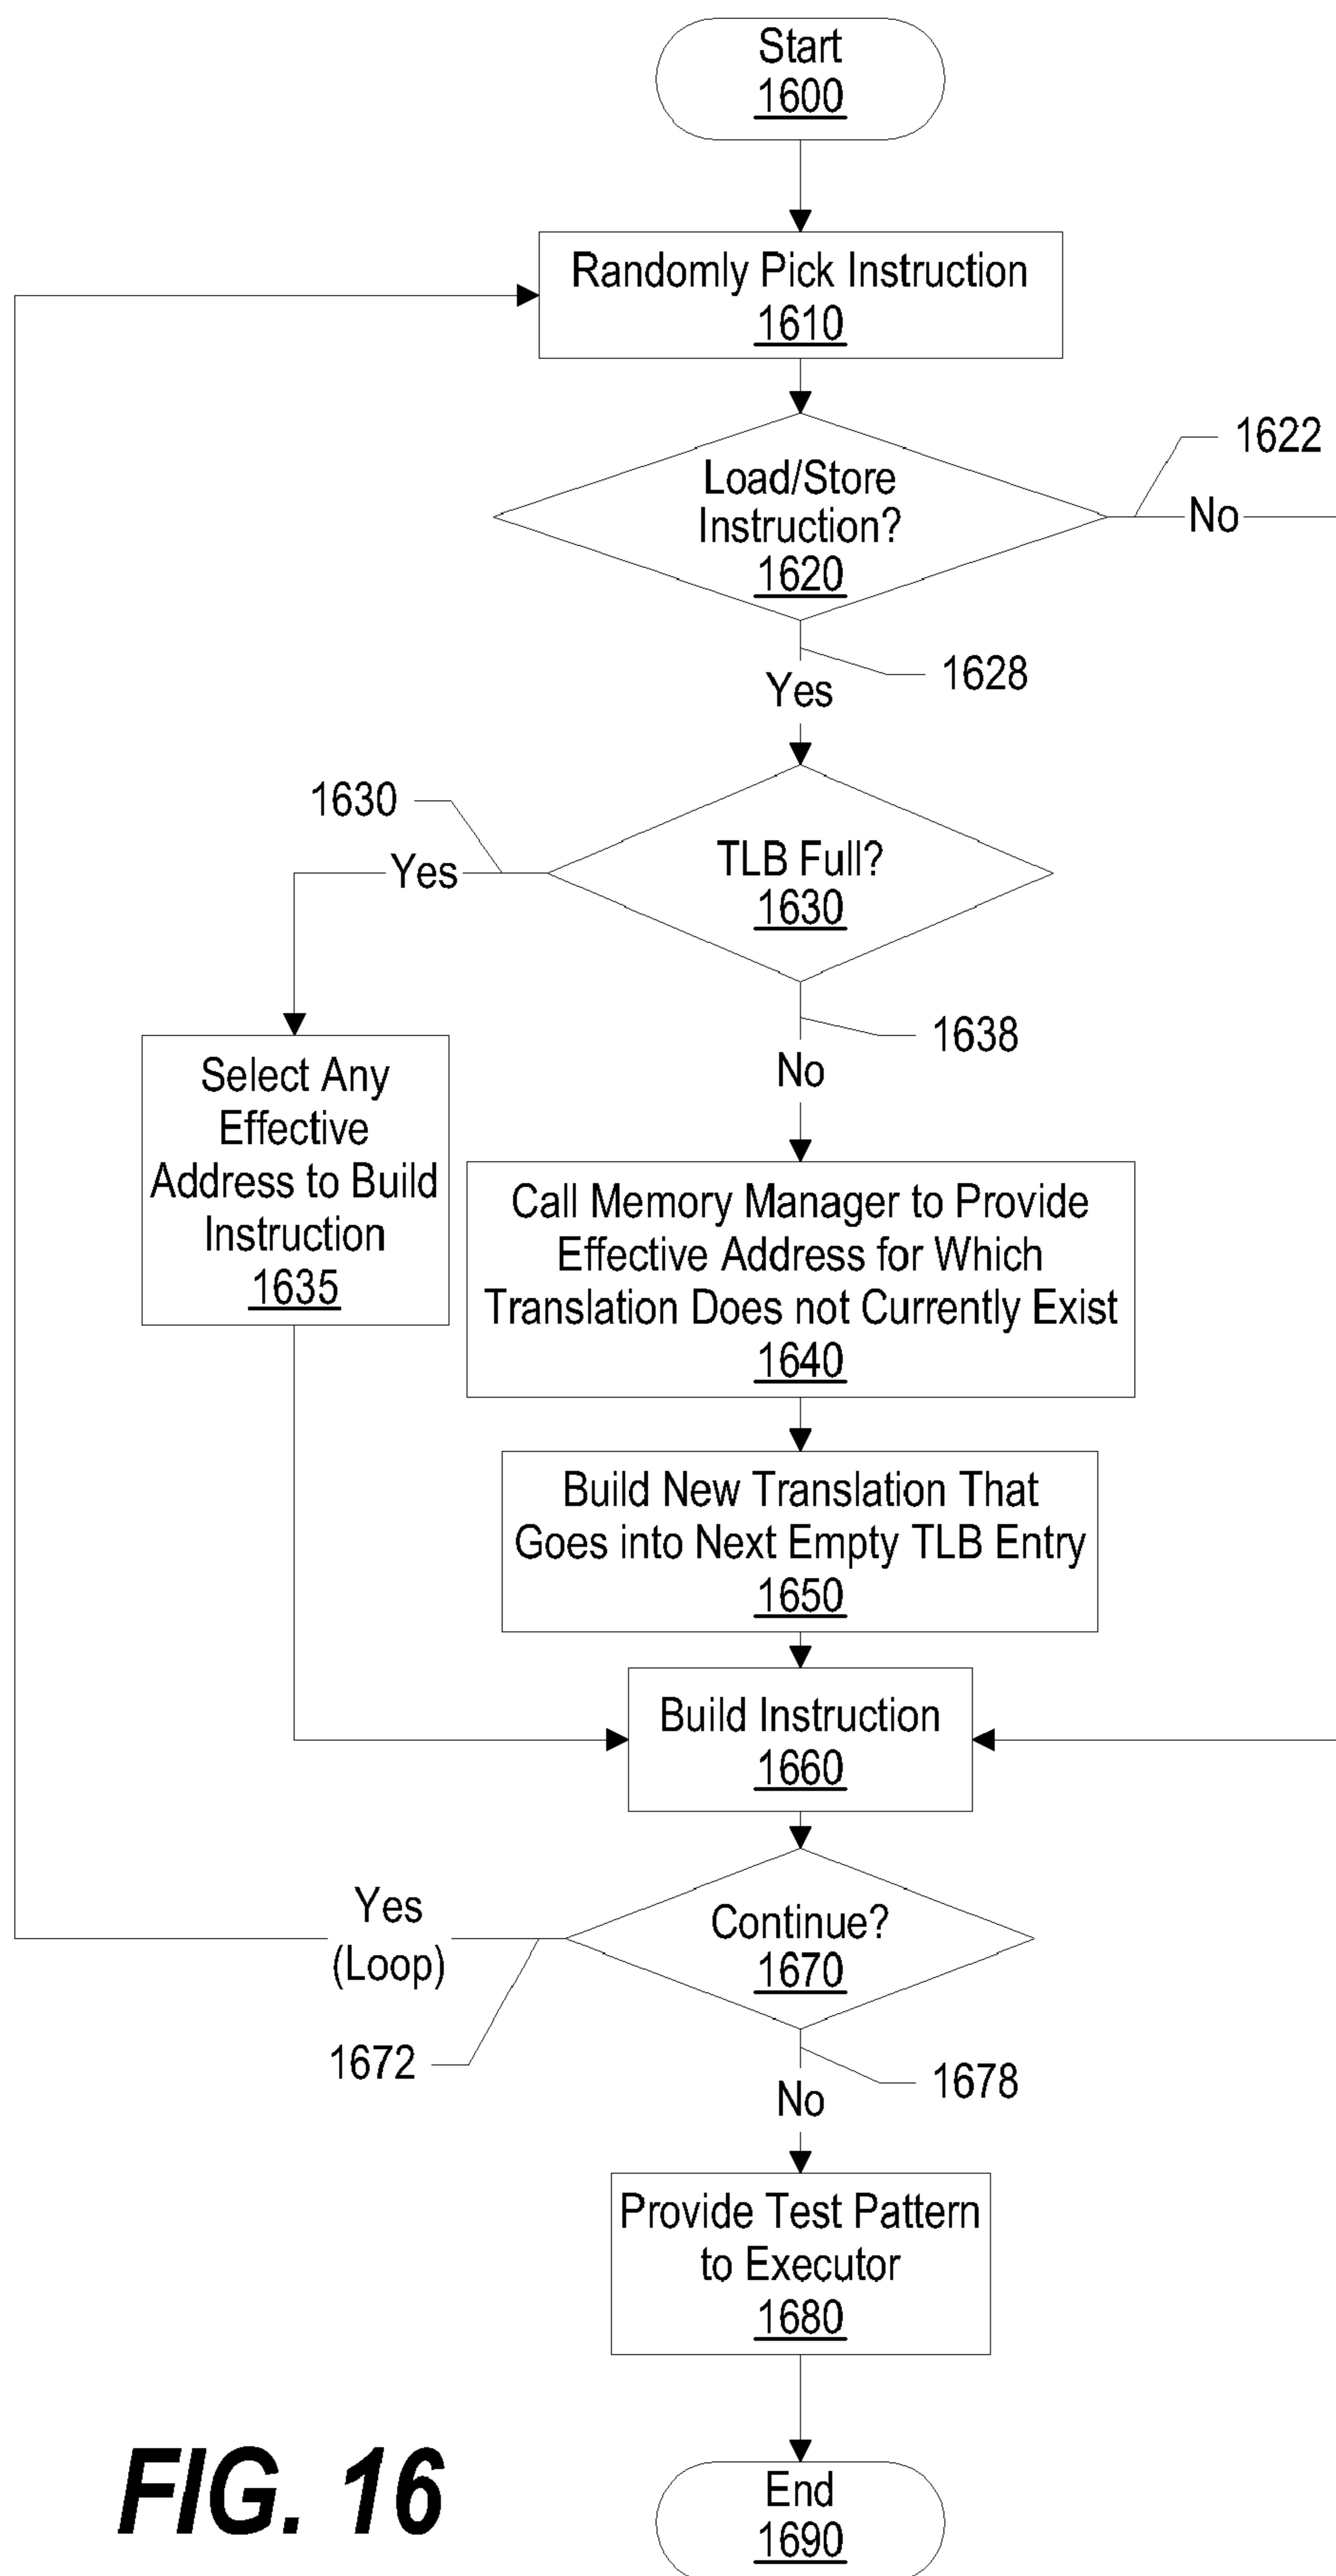 Start
1600
Randomly Pick Instruction
1610
Load/Store
Instruction?
1620
1622
No
1628
Yes
1630
Yes
TLB Full?
1630
1638
No
Select Any
Effective
Address to Build
Instruction
1635
Call Memory Manager to Provide
Effective Address for Which
Translation Does not Currently Exist
1640
Build New Translation That
Goes into Next Empty TLB Entry
1650
Build Instruction
1660
Continue?
1670
Yes
(Loop)
1672
1678
No
Provide Test Pattern
to Executor
1680
End
1690
FIG. 16